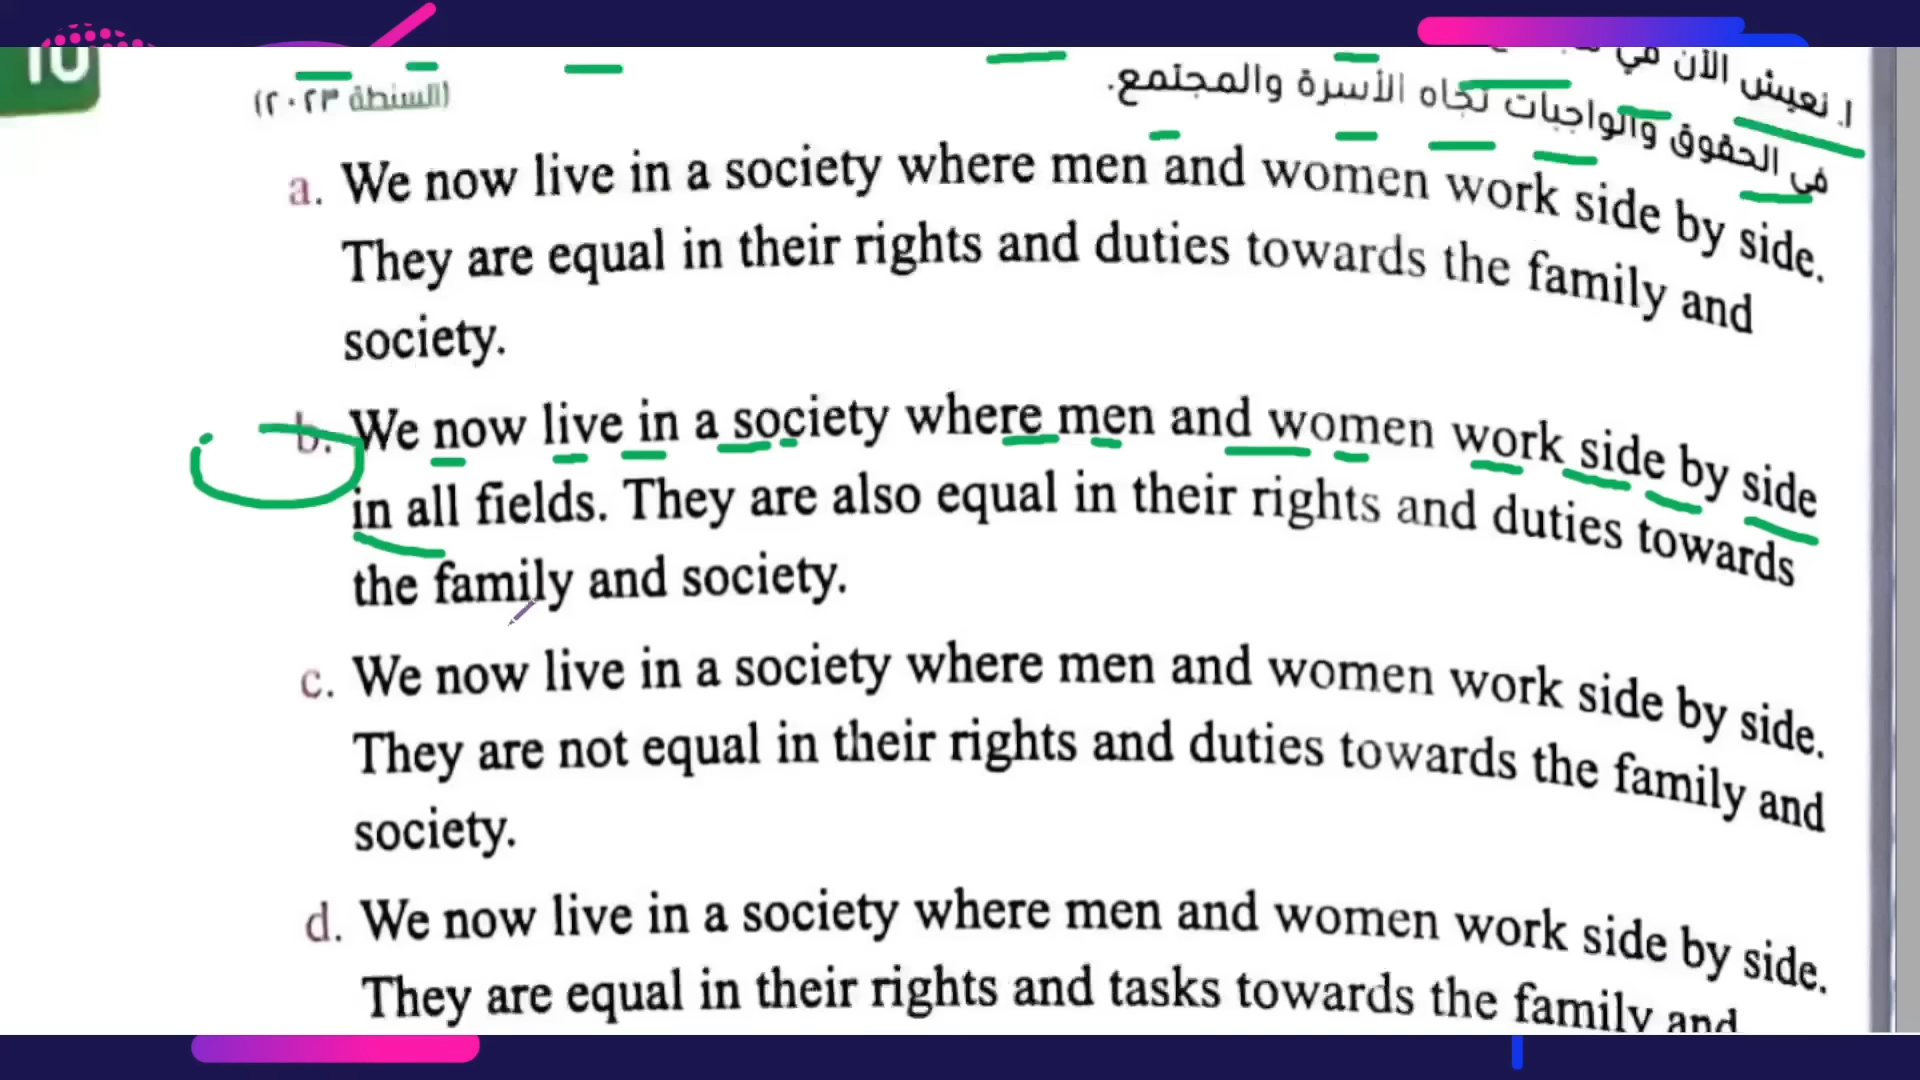 10
١. نعيش الآن في
في الحقوق والواجبات تجاه الأسرة والمجتمع.
(السنطة ٢٠٢٣)
a. We now live in a society where men and women work side by side.
They are equal in their rights and duties towards the family and
society.
b. We now live in a society where men and women work side by side
in all fields. They are also equal in their rights and duties towards
the family and society.
c. We now live in a society where men and women work side by side.
They are not equal in their rights and duties towards the family and
society.
d. We now live in a society where men and women work side by side.
They are equal in their rights and tasks towards the family and